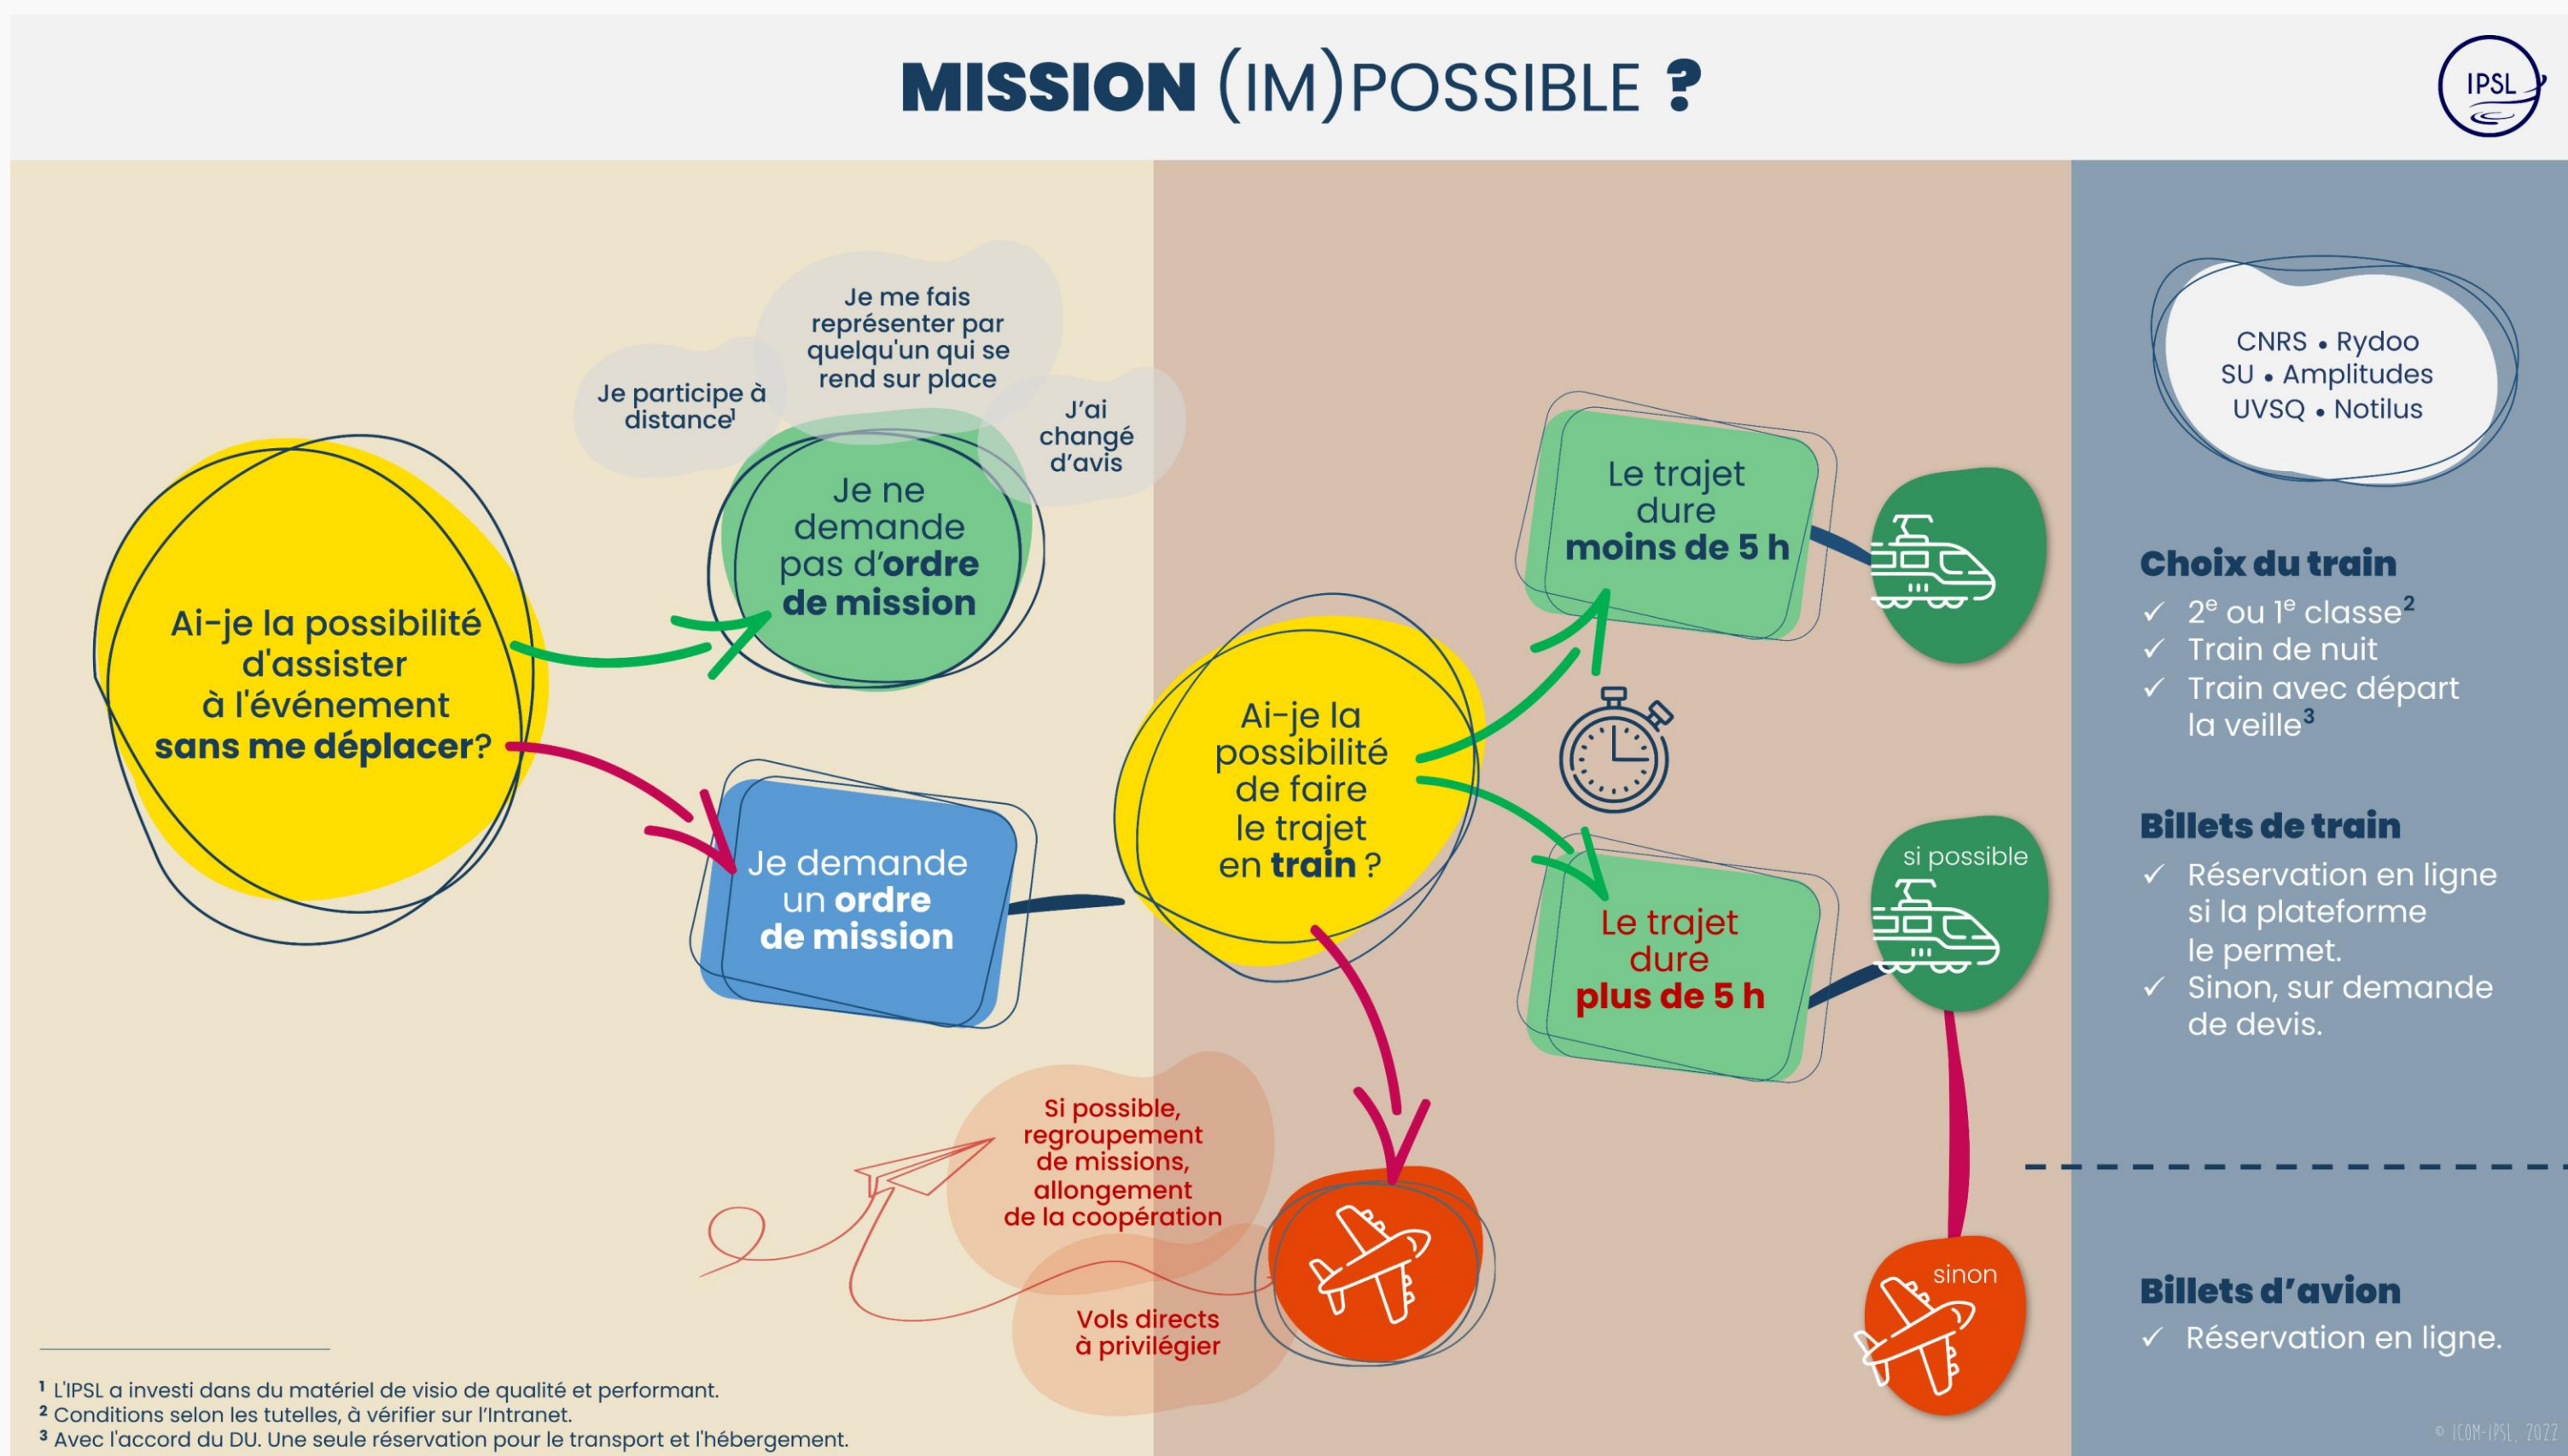 MISSION (IM)POSSIBLE ?
IPSL
Je me fais
représenter par
quelqu'un qui se
rend sur place
Je participe à
distance¹
J'ai
changé
d'avis
Je ne
demande
pas d'ordre
de mission
Ai-je la possibilité
d'assister
à l'événement
sans me déplacer?
Je demande
un ordre
de mission
Ai-je la
possibilité
de faire
le trajet
en train ?
Le trajet
dure
moins de 5 h
Le trajet
dure
plus de 5 h
si possible
sinon
Si possible,
regroupement
de missions,
allongement
de la coopération
Vols directs
à privilégier
CNRS • Rydoo
SU • Amplitudes
UVSQ • Notilus
Choix du train
✓ 2ᵉ ou 1ᵉ classe²
✓ Train de nuit
✓ Train avec départ
la veille³
Billets de train
✓ Réservation en ligne
si la plateforme
le permet.
✓ Sinon, sur demande
de devis.
Billets d'avion
✓ Réservation en ligne.
¹ L'IPSL a investi dans du matériel de visio de qualité et performant.
² Conditions selon les tutelles, à vérifier sur l'Intranet.
³ Avec l'accord du DU. Une seule réservation pour le transport et l'hébergement.
© ICOM-IPSL, 2022